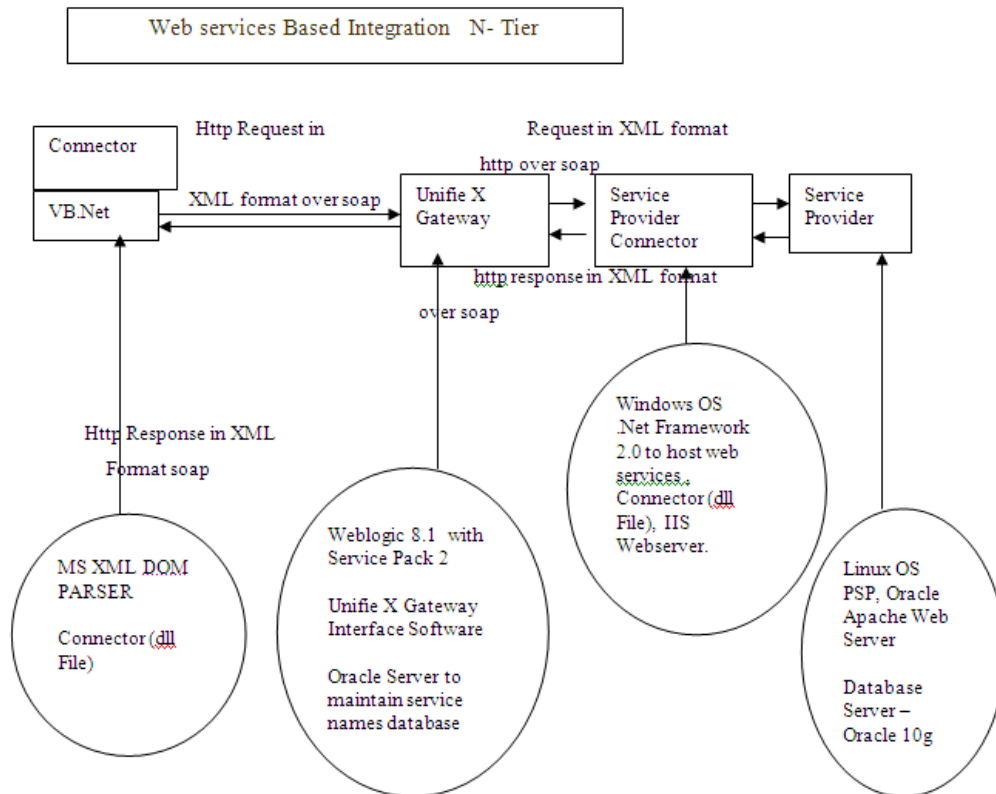 Web services Based Integration N- Tier
Http Request in
Request in XML format
Connector
http over soap
VB.Net
XML format over soap
Unifie X
Gateway
Service
Provider
Connector
Service
Provider
http response in XML format
over soap
Http Response in XML
Format soap
MS XML DOM
PARSER
Connector (dll
File)
Weblogic 8.1 with
Service Pack 2
Unifie X Gateway
Interface Software
Oracle Server to
maintain service
names database
Windows OS
.Net Framework
2.0 to host web
services ,
Connector (dll
File), IIS
Webserver.
Linux OS
PSP, Oracle
Apache Web
Server
Database
Server –
Oracle 10g